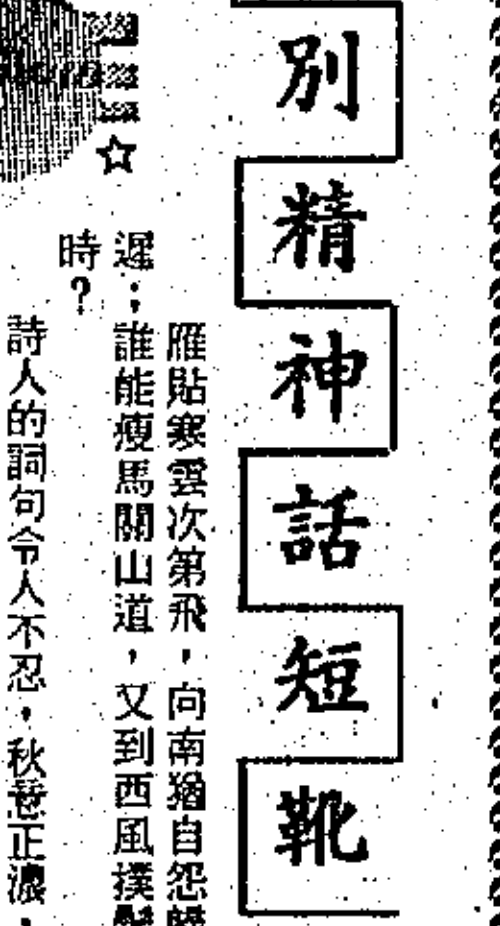 別精神話短靴
雁貼寒雲次第飛，向南猶自怨
遲；誰能瘦馬關山道，又到西風撲
時？
詩人的詞句令人不忍，秋意正濃，